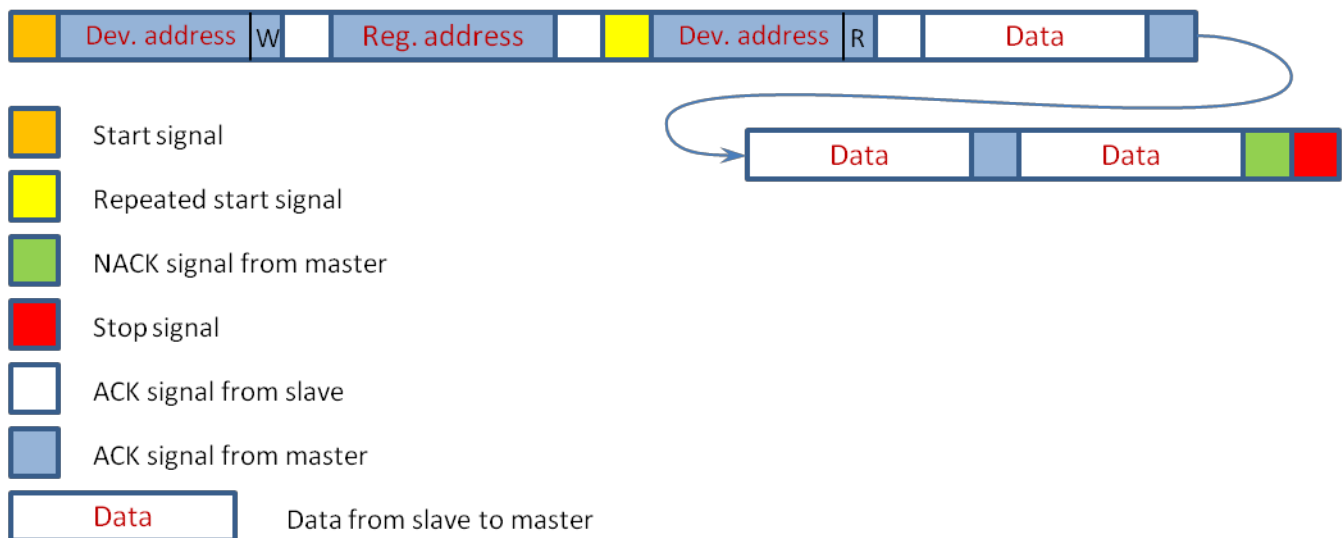 Dev. address W Reg. address Dev. address R Data
Data Data
Start signal
Repeated start signal
NACK signal from master
Stop signal
ACK signal from slave
ACK signal from master
Data Data from slave to master